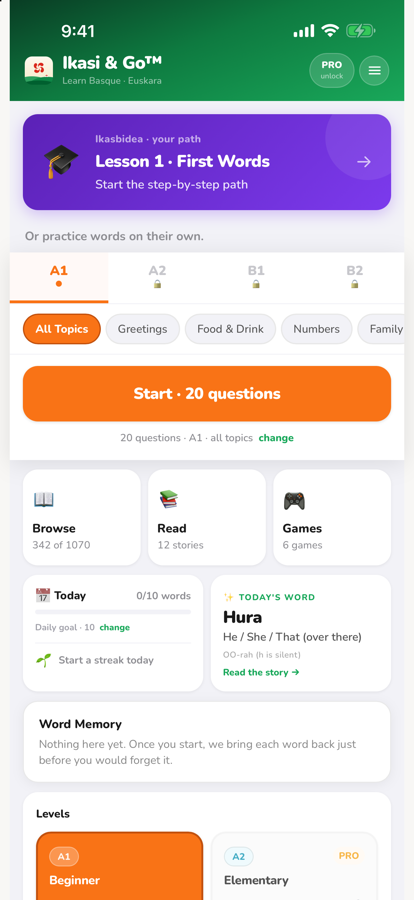 9:41
Ikasi & Go™
Learn Basque · Euskara
PRO
unlock
Ikasbidea · your path
Lesson 1 · First Words
Start the step-by-step path
→
Or practice words on their own.
A1 A2 B1 B2
All Topics Greetings Food & Drink Numbers Family
Start · 20 questions
20 questions · A1 · all topics change
Browse
342 of 1070
Read
12 stories
Games
6 games
Today 0/10 words
Daily goal · 10 change
Start a streak today
TODAY'S WORD
Hura
He / She / That (over there)
OO-rah (h is silent)
Read the story →
Word Memory
Nothing here yet. Once you start, we bring each word back just
before you would forget it.
Levels
A1
Beginner
A2 PRO
Elementary